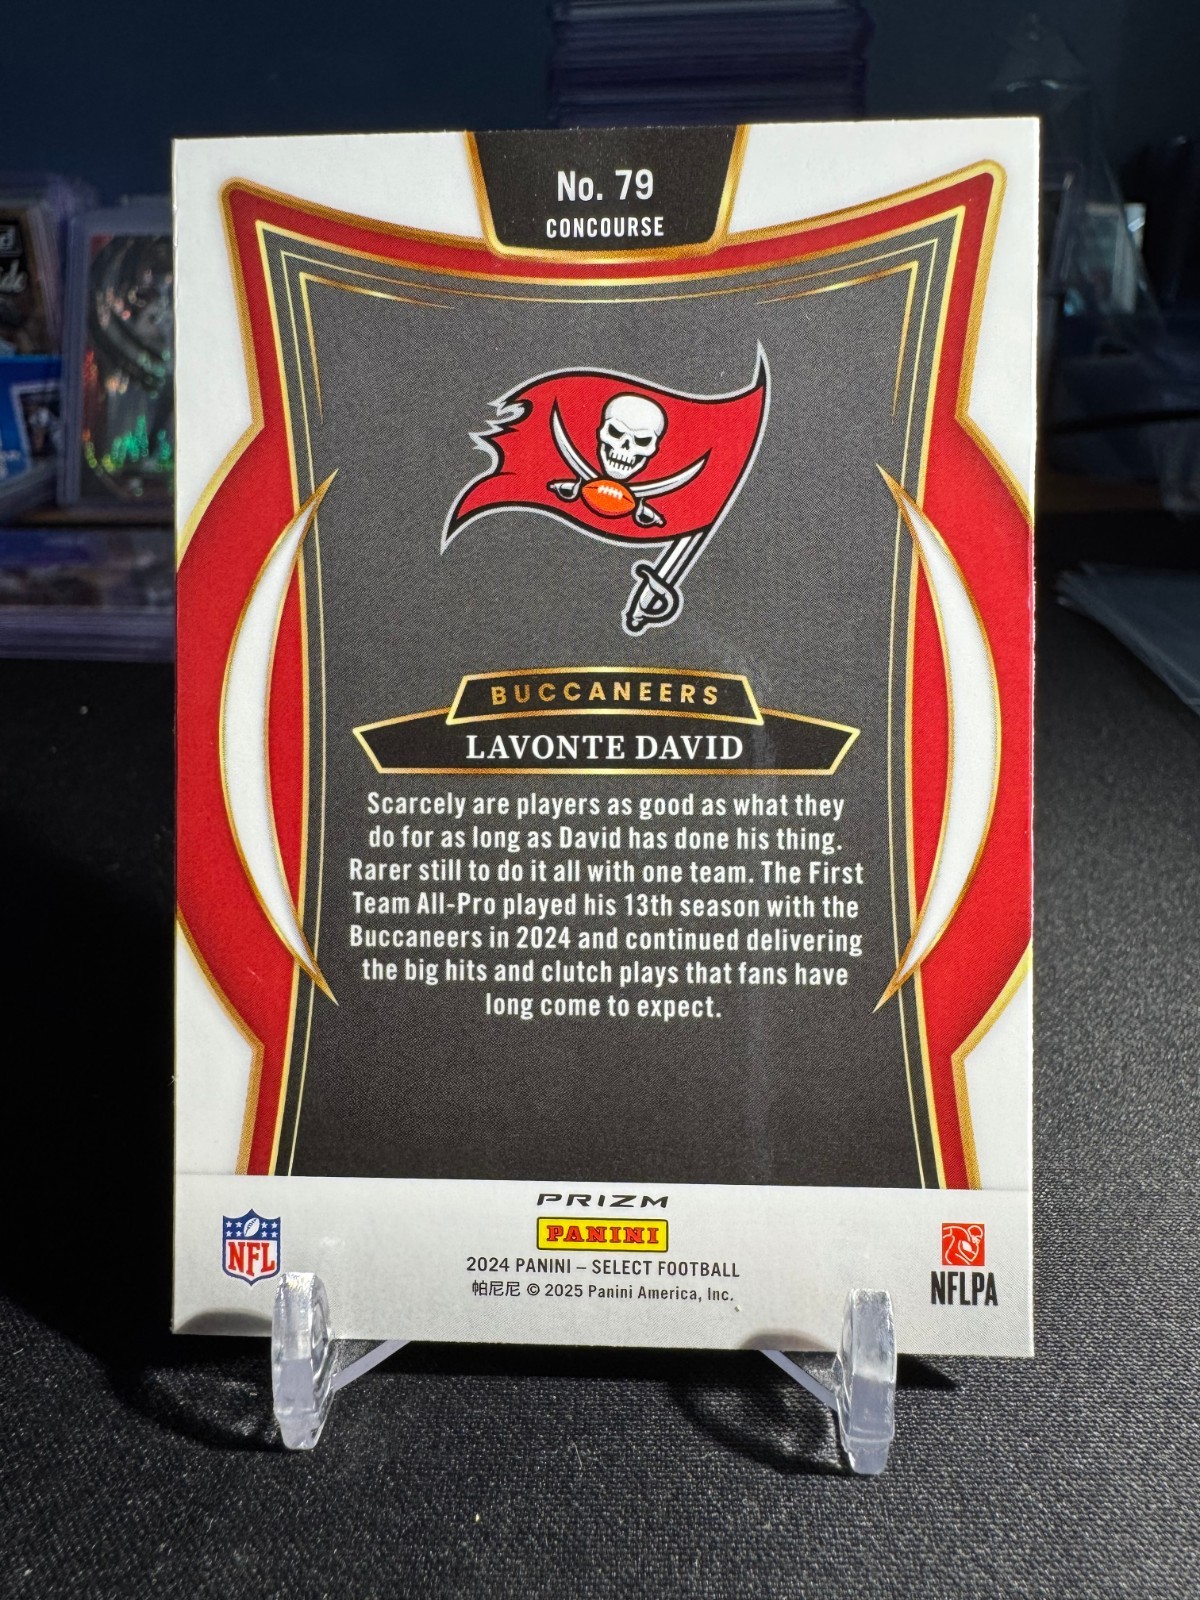 No. 79
CONCOURSE
BUCCANEERS
LAVONTE DAVID
Scarcely are players as good as what they
do for as long as David has done his thing.
Rarer still to do it all with one team. The First
Team All-Pro played his 13th season with the
Buccaneers in 2024 and continued delivering
the big hits and clutch plays that fans have
long come to expect.
PRIZM
PANINI
NFL
2024 PANINI – SELECT FOOTBALL
帕尼尼 © 2025 Panini America, Inc.
NFLPA